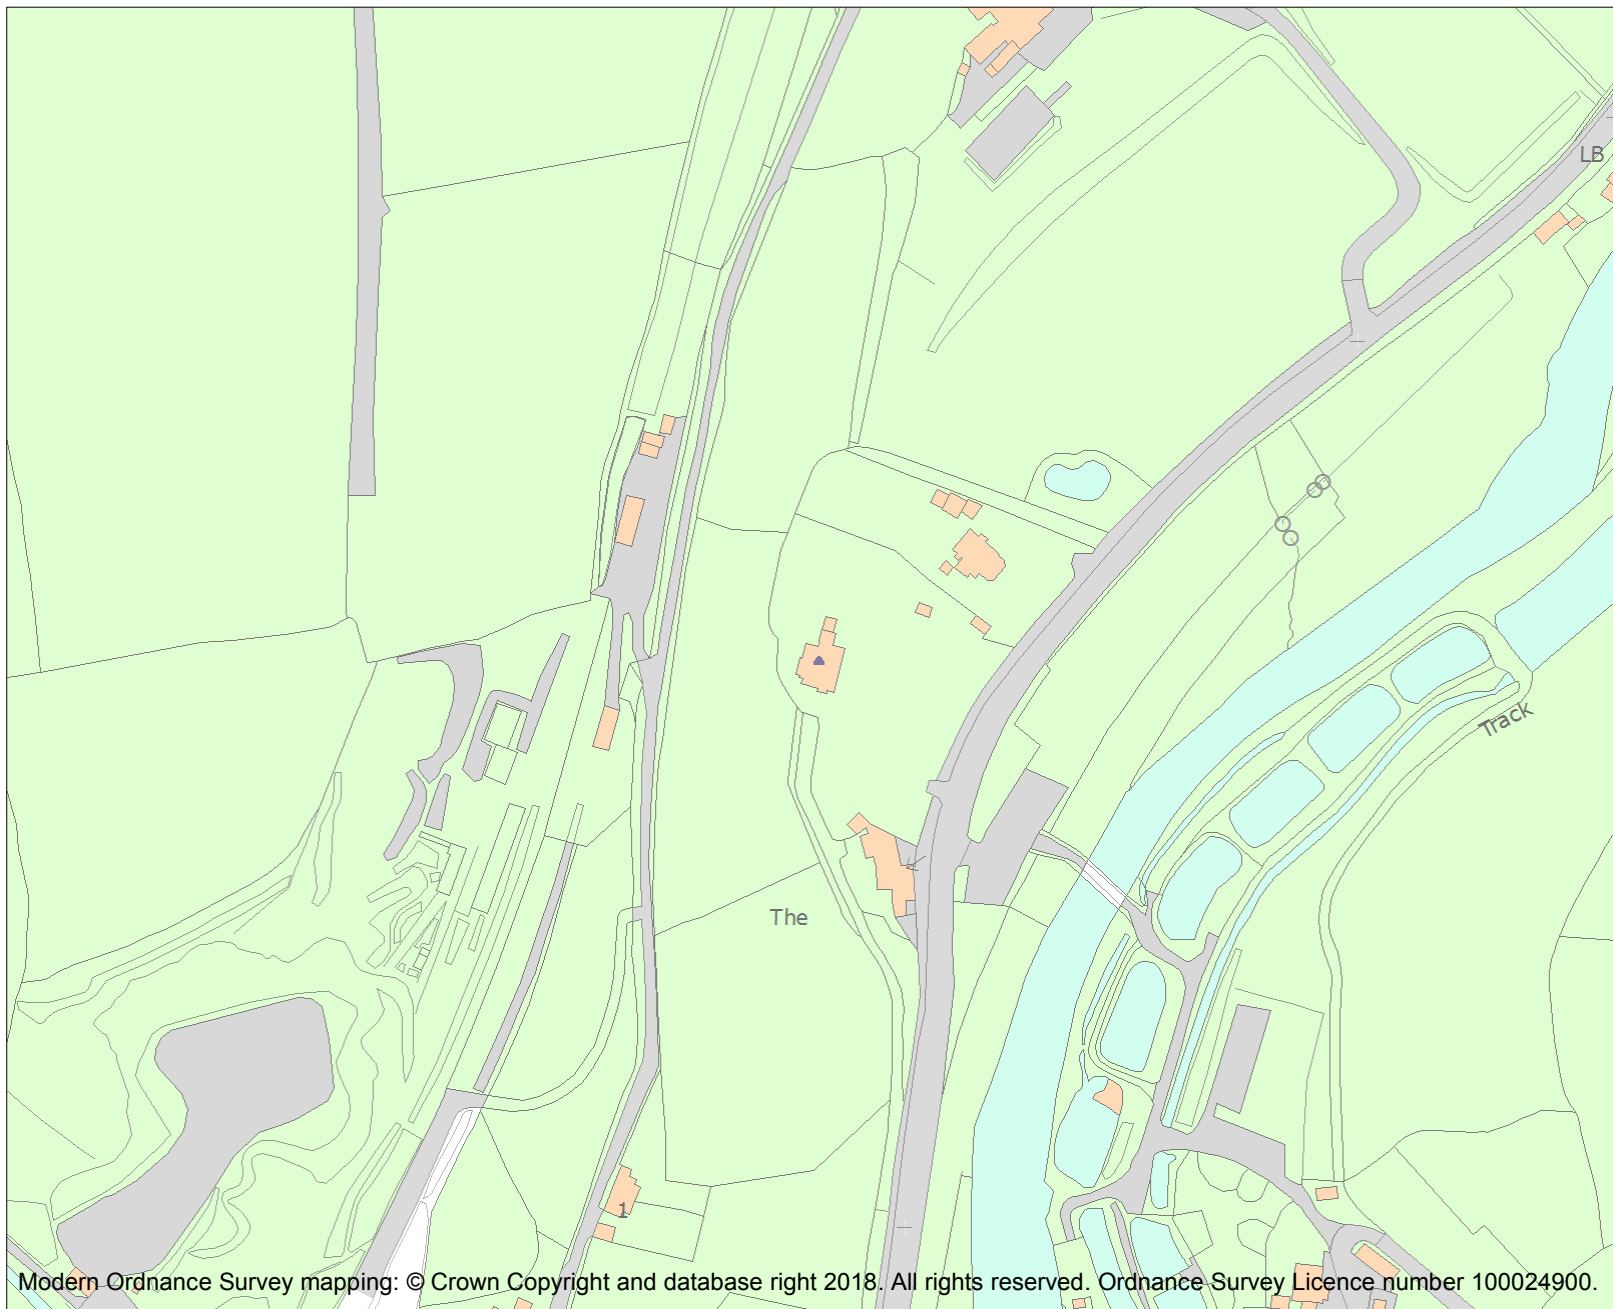 LB
Track
The
1
Modern Ordnance Survey mapping: © Crown Copyright and database right 2018. All rights reserved. Ordnance Survey Licence number 100024900.